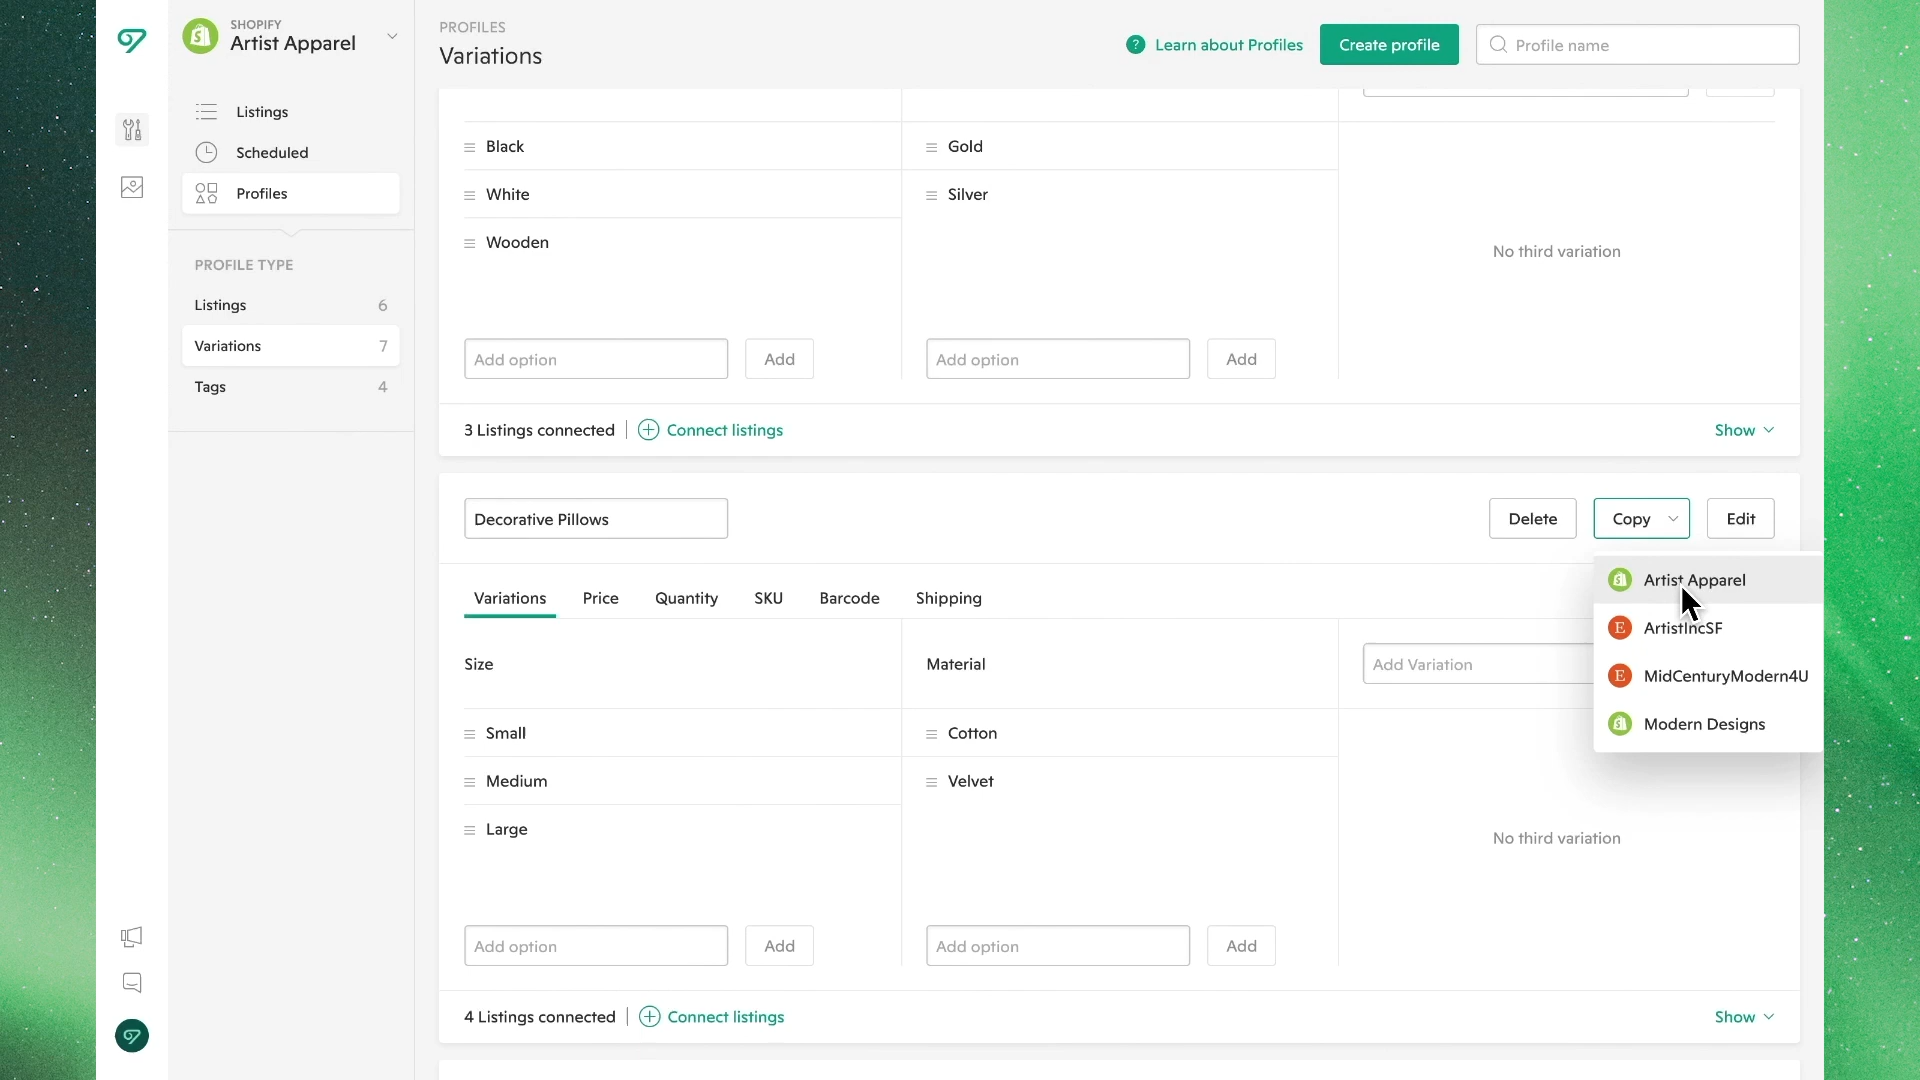 SHOPIFY
Artist Apparel
Listings
Scheduled
Profiles
PROFILE TYPE
Listings 6
Variations 7
Tags 4
PROFILES
Variations
? Learn about Profiles
Create profile
Profile name
Black
White
Wooden
Gold
Silver
No third variation
Add option Add
Add option Add
3 Listings connected
Connect listings
Show
Decorative Pillows
Delete
Copy
Edit
Artist Apparel
E ArtistIncSF
E MidCenturyModern4U
Modern Designs
Variations Price Quantity SKU Barcode Shipping
Size
Material
Add Variation
Small
Medium
Large
Cotton
Velvet
No third variation
Add option Add
Add option Add
4 Listings connected
Connect listings
Show